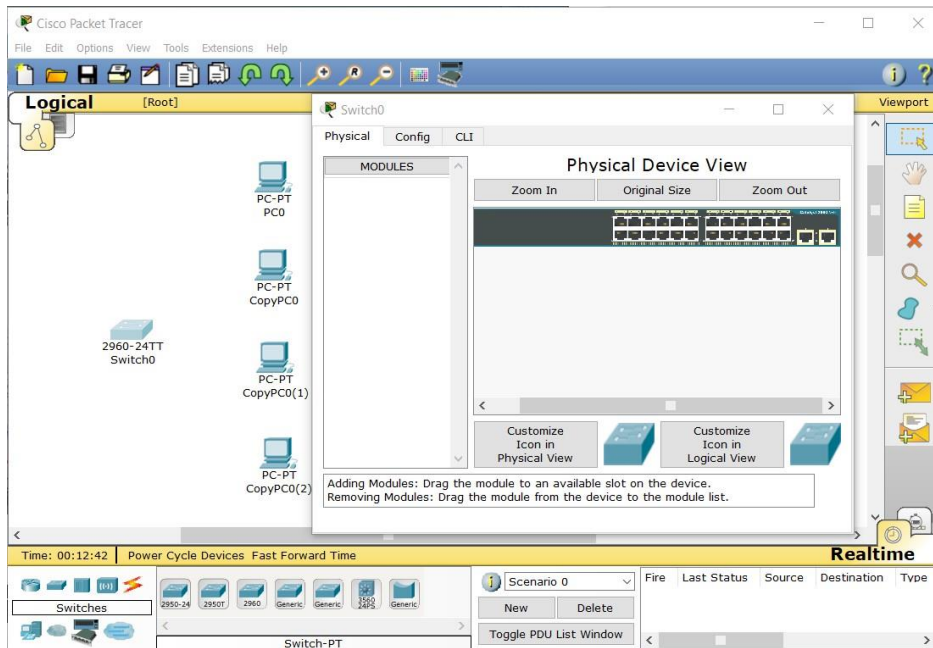 Cisco Packet Tracer
File Edit Options View Tools Extensions Help
Logical [Root] Viewport
Switch0
Physical Config CLI
MODULES
Physical Device View
Zoom In Original Size Zoom Out
PC-PT
PC0
PC-PT
CopyPC0
2960-24TT
Switch0
PC-PT
CopyPC0(1)
PC-PT
CopyPC0(2)
Customize
Icon in
Physical View
Customize
Icon in
Logical View
Adding Modules: Drag the module to an available slot on the device.
Removing Modules: Drag the module from the device to the module list.
Realtime
Time: 00:12:42 Power Cycle Devices Fast Forward Time
Switches
2950-24 2950T 2960 Generic Generic 3560 24PS Generic
Switch-PT
Scenario 0
New Delete
Toggle PDU List Window
Fire Last Status Source Destination Type